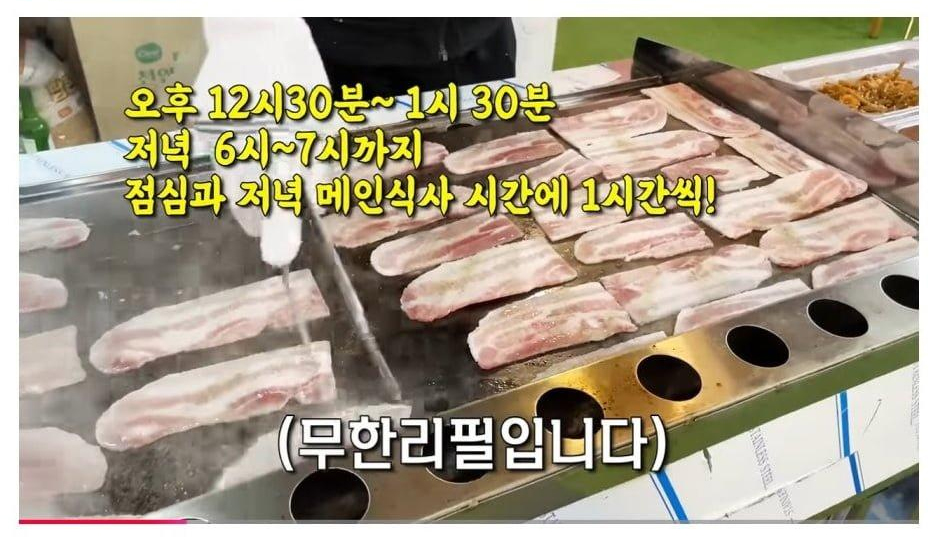 오후 12시30분~ 1시 30분
저녁 6시~7시까지
점심과 저녁 메인식사 시간에 1시간씩!
(무한리필입니다)